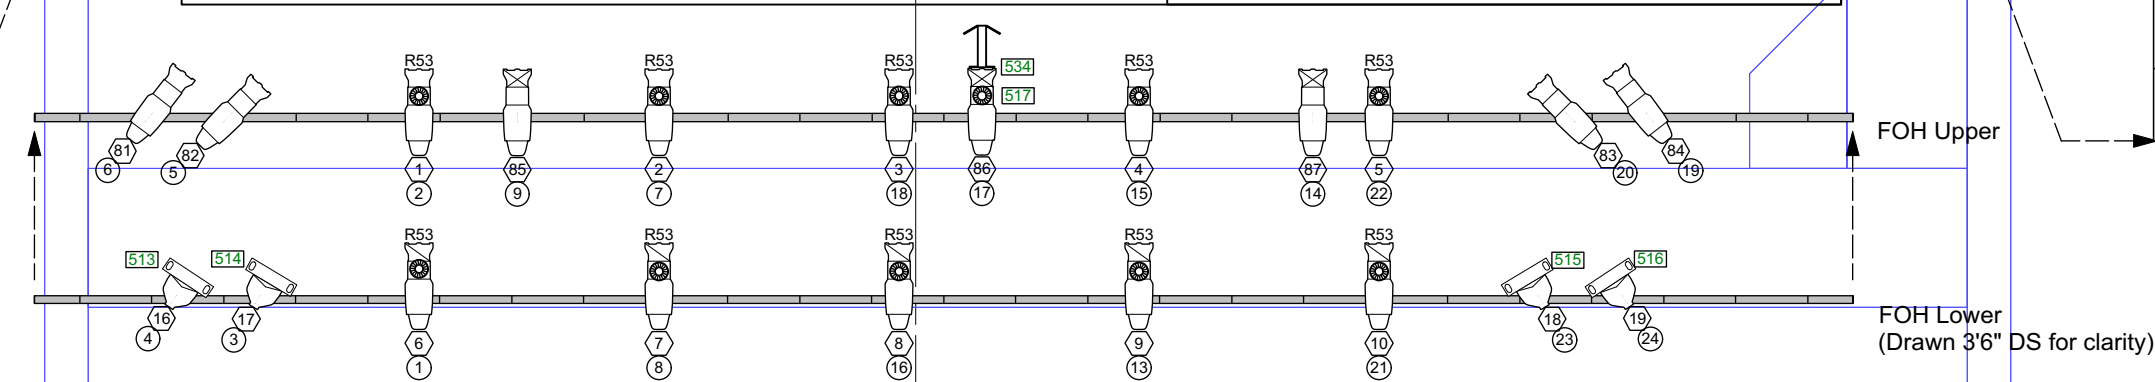 R53 R53 R53 534 R53 R53
517
FOH Upper
81 82 83 84
6 5 1 85 2 3 86 4 87 5 20 19
2 9 7 18 17 15 14 22
R53 R53 R53 R53 R53
513 514 515 516
FOH Lower
16 17 18 19
(Drawn 3'6" DS for clarity)
4 3 6 7 8 9 10 23 24
1 8 16 13 21